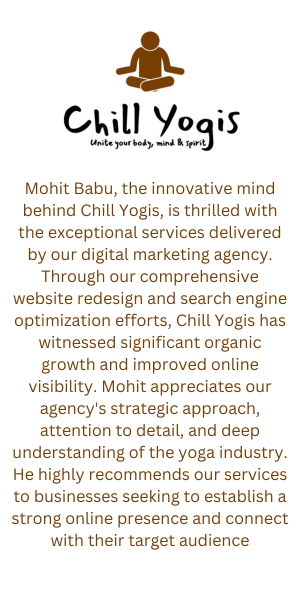 Chill Yogis
Unite your body, mind & spirit
Mohit Babu, the innovative mind
behind Chill Yogis, is thrilled with
the exceptional services delivered
by our digital marketing agency.
Through our comprehensive
website redesign and search engine
optimization efforts, Chill Yogis has
witnessed significant organic
growth and improved online
visibility. Mohit appreciates our
agency's strategic approach,
attention to detail, and deep
understanding of the yoga industry.
He highly recommends our services
to businesses seeking to establish a
strong online presence and connect
with their target audience